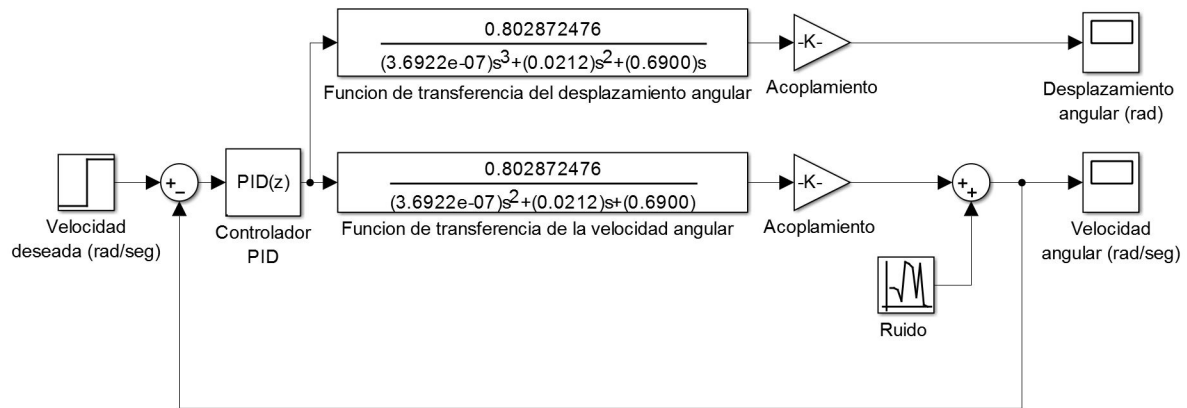 0.802872476
(3.6922e-07)s3+(0.0212)s2+(0.6900)s
Funcion de transferencia del desplazamiento angular
-K-
Acoplamiento
Desplazamiento
angular (rad)
Velocidad
deseada (rad/seg)
+
−
PID(z)
Controlador
PID
0.802872476
(3.6922e-07)s2+(0.0212)s+(0.6900)
Funcion de transferencia de la velocidad angular
-K-
Acoplamiento
+
+
Velocidad
angular (rad/seg)
Ruido